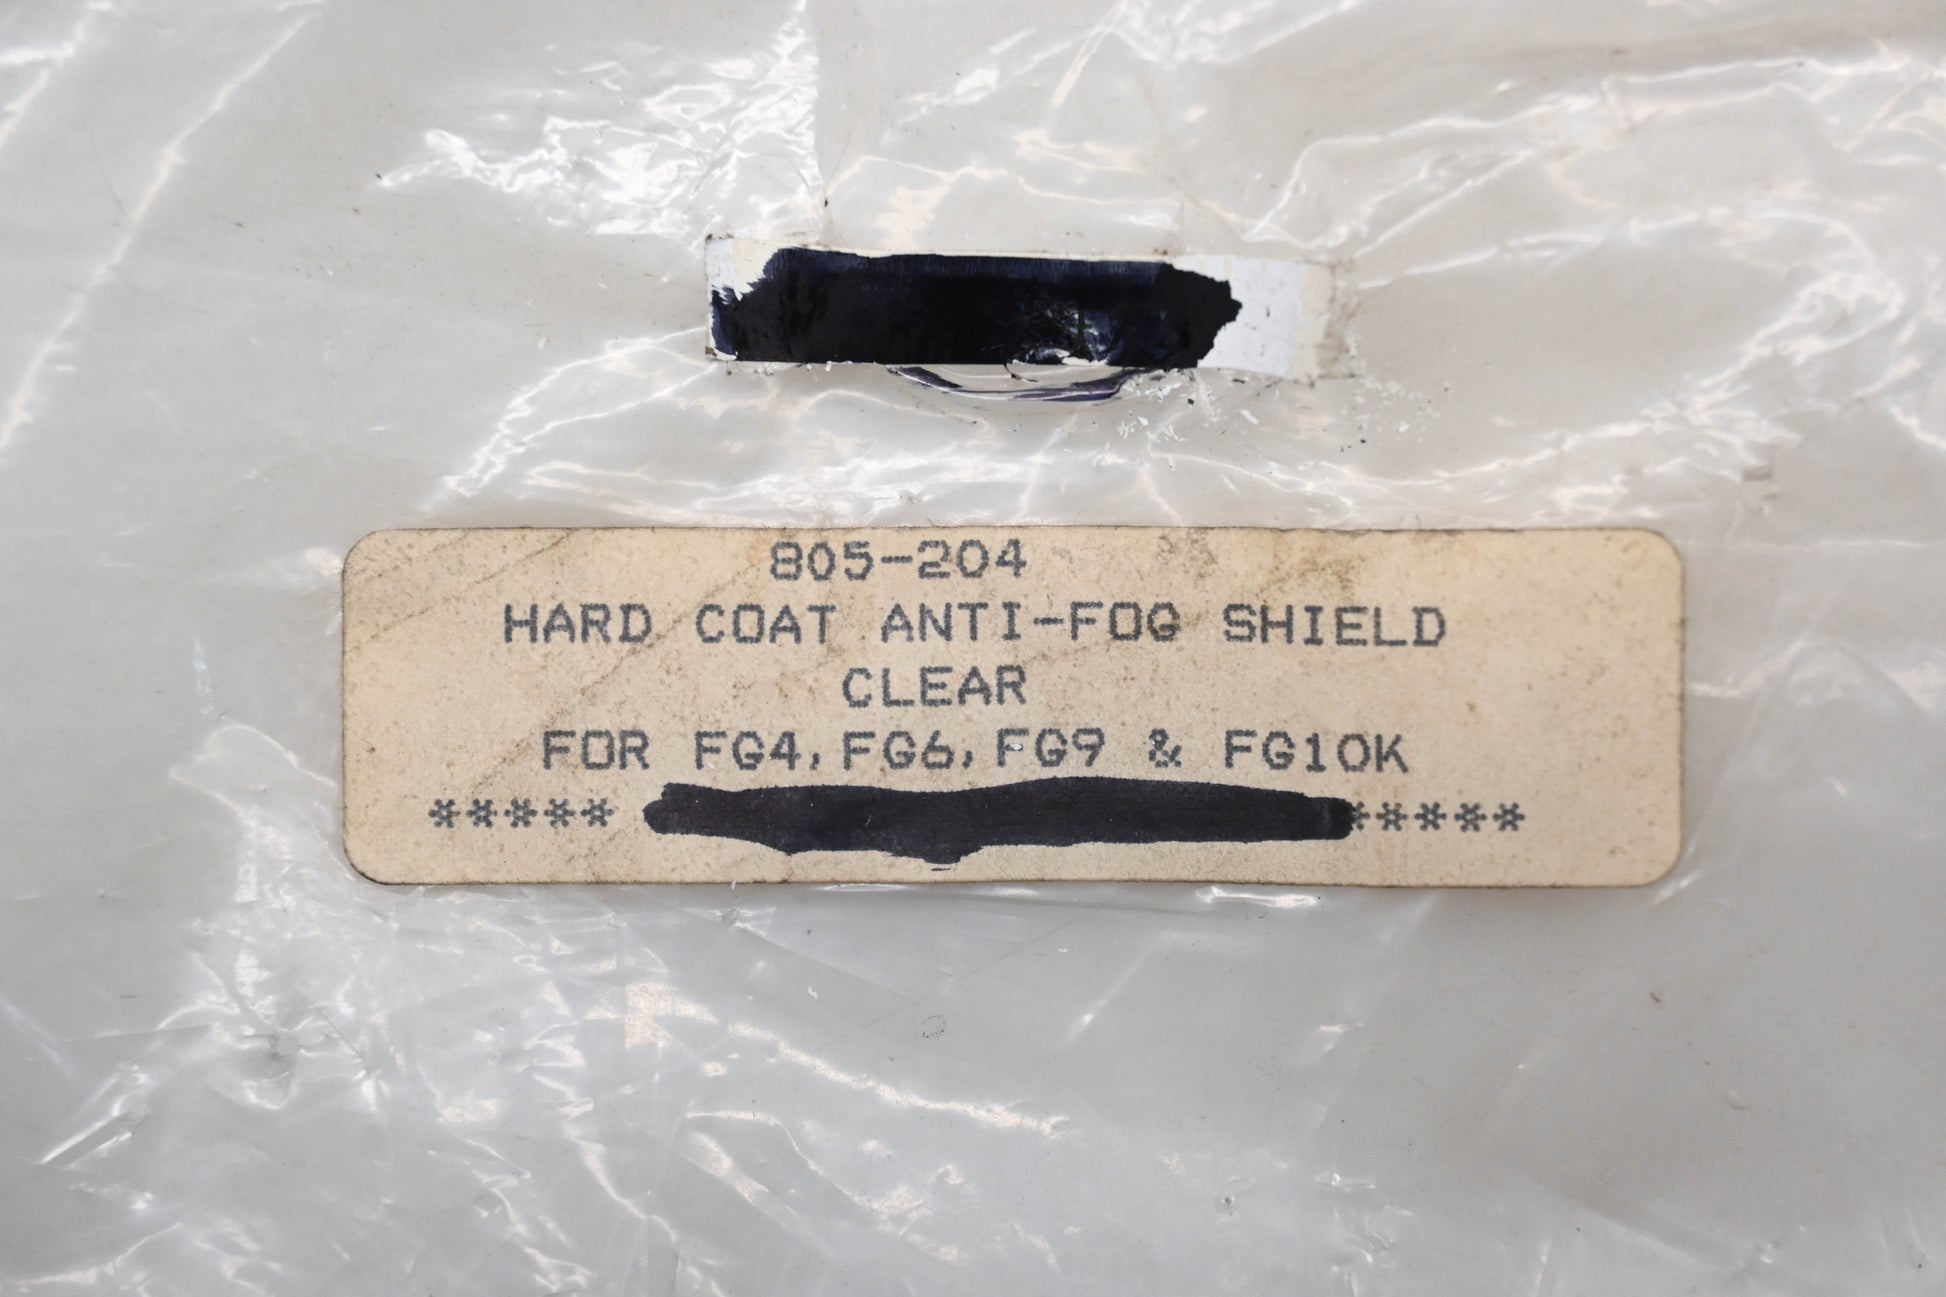 805-204
HARD COAT ANTI-FOG SHIELD
CLEAR
FOR FG4, FG6, FG9 & FG10K
***** *****